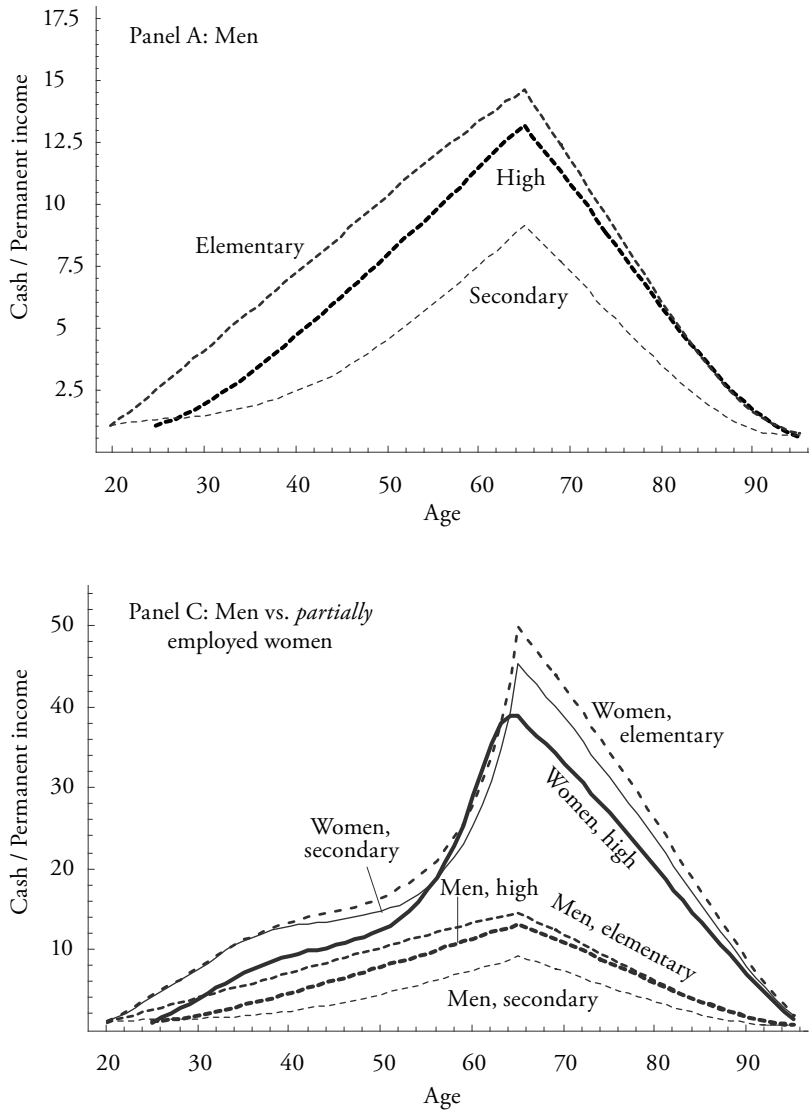 17.5
Panel A: Men
15
12.5
High
10
Elementary
7.5
Secondary
5
2.5
Cash / Permanent income
20 30 40 50 60 70 80 90
Age
Panel C: Men vs. partially
employed women
50
40
Women,
elementary
30
Women, high
Women,
secondary
20
Men, high
Men, elementary
10
Men, secondary
Cash / Permanent income
20 30 40 50 60 70 80 90
Age